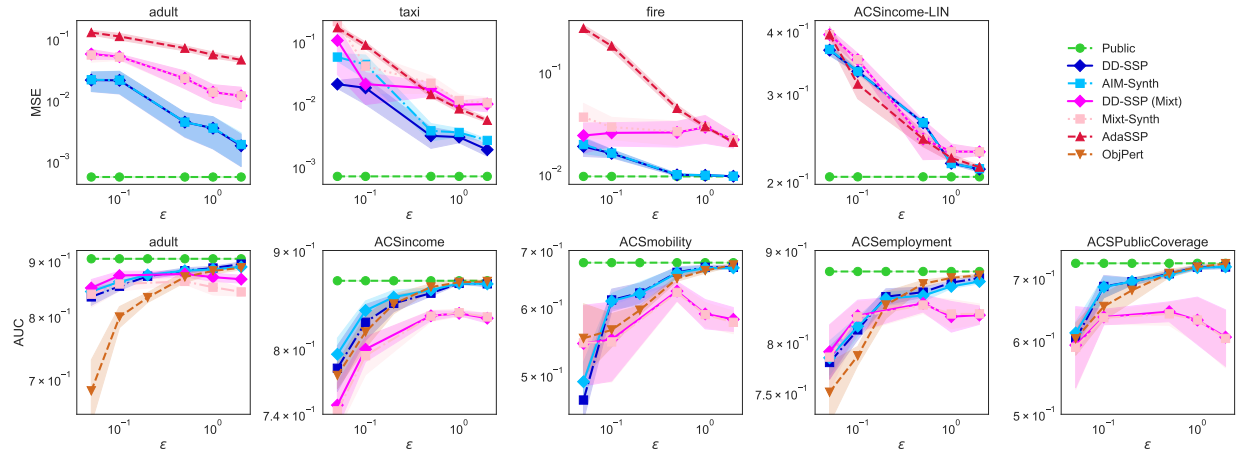 adult
taxi
fire
ACSincome-LIN
MSE
10⁻¹
10⁻²
10⁻³
10⁻¹
10⁰
ε
10⁻¹
10⁻²
10⁻³
10⁻¹
10⁰
ε
10⁻¹
10⁻²
10⁻¹
10⁰
ε
4 × 10⁻¹
3 × 10⁻¹
2 × 10⁻¹
10⁻¹
10⁰
ε
Public
DD-SSP
AIM-Synth
DD-SSP (Mixt)
Mixt-Synth
AdaSSP
ObjPert
adult
ACSincome
ACSmobility
ACSemployment
ACSPublicCoverage
AUC
9 × 10⁻¹
8 × 10⁻¹
7 × 10⁻¹
10⁻¹
10⁰
ε
9 × 10⁻¹
8 × 10⁻¹
7.4 × 10⁻¹
10⁻¹
10⁰
ε
7 × 10⁻¹
6 × 10⁻¹
5 × 10⁻¹
10⁻¹
10⁰
ε
9 × 10⁻¹
8 × 10⁻¹
7.5 × 10⁻¹
10⁻¹
10⁰
ε
7 × 10⁻¹
6 × 10⁻¹
5 × 10⁻¹
10⁻¹
10⁰
ε